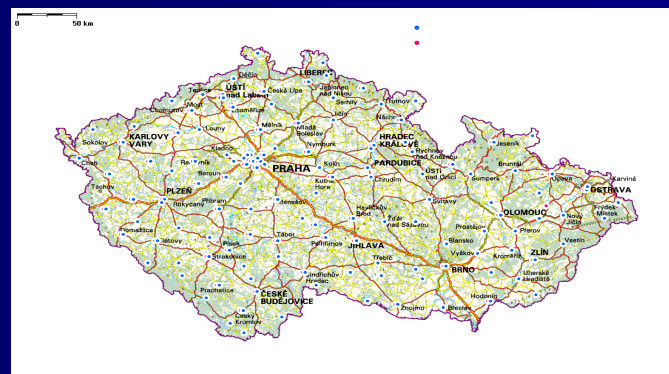 0 50 km
Děčín
LIBEREC
Teplice
ÚSTÍ
nad Labem
Česká Lípa
Jablonec
nad Nisou
Chomutov
Most
Litoměřice
Semily
Trutnov
Jičín
Náchod
KARLOVY
VARY
Sokolov
Louny
Mělník
Mladá
Boleslav
HRADEC
KRÁLOVÉ
Cheb
Rakovník
Kladno
PRAHA
Nymburk
Kolín
PARDUBICE
Rychnov
nad Kněžnou
Jeseník
Beroun
Kutná
Hora
Chrudim
ÚSTÍ
nad Orlicí
Šumperk
Bruntál
Tachov
PLZEŇ
Rokycany
Příbram
Benešov
Havlíčkův
Brod
Svitavy
OLOMOUC
Opava
Karviná
OSTRAVA
Frýdek-
Místek
Nový
Jičín
Domažlice
Klatovy
Písek
Tábor
Pelhřimov
JIHLAVA
Žďár
nad Sázavou
Prostějov
Přerov
Vsetín
Strakonice
Třebíč
Blansko
Vyškov
Kroměříž
ZLÍN
Prachatice
ČESKÉ
BUDĚJOVICE
Jindřichův
Hradec
BRNO
Uherské
Hradiště
Český
Krumlov
Znojmo
Břeclav
Hodonín